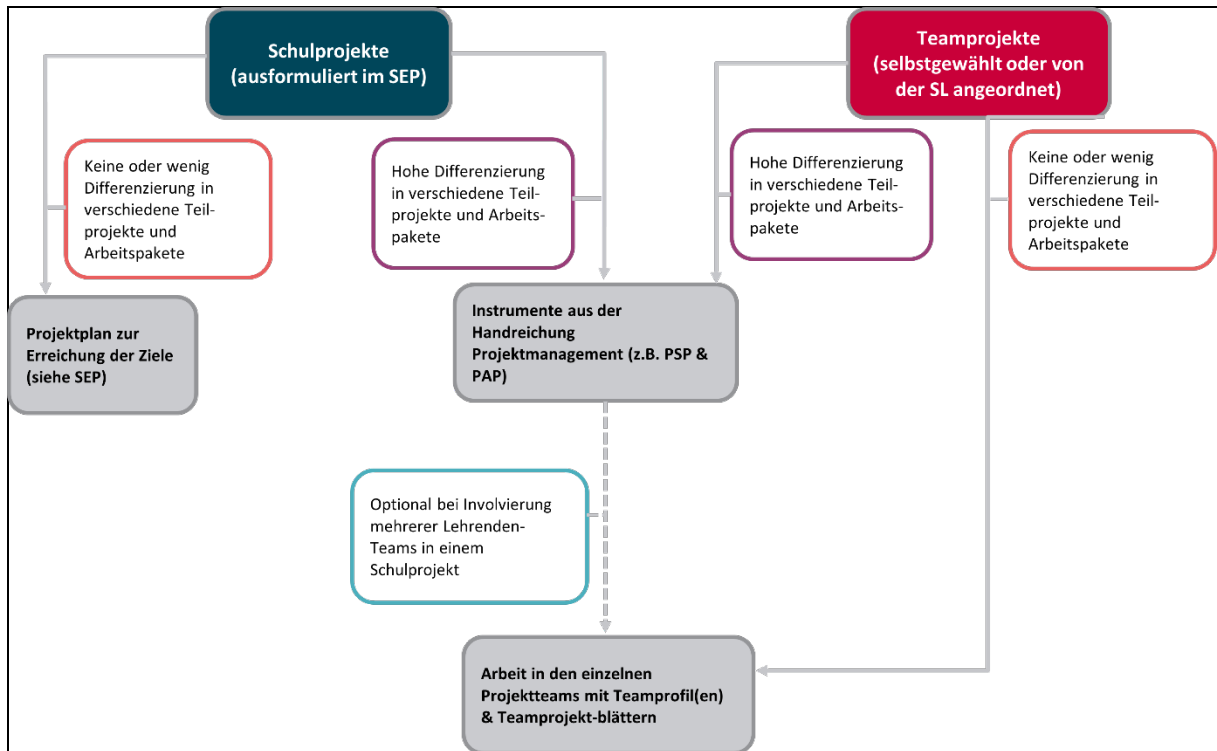 Schulprojekte
(ausformuliert im SEP)
Teamprojekte
(selbstgewählt oder von
der SL angeordnet)
Keine oder wenig
Differenzierung in
verschiedene Teil-
projekte und
Arbeitspakete
Hohe Differenzierung
in verschiedene Teil-
projekte und Arbeits-
pakete
Hohe Differenzierung
in verschiedene Teil-
projekte und Arbeits-
pakete
Keine oder wenig
Differenzierung in
verschiedene Teil-
projekte und
Arbeitspakete
Projektplan zur
Erreichung der Ziele
(siehe SEP)
Instrumente aus der
Handreichung
Projektmanagement (z.B. PSP &
PAP)
Optional bei Involvierung
mehrerer Lehrenden-
Teams in einem
Schulprojekt
Arbeit in den einzelnen
Projektteams mit Teamprofil(en)
& Teamprojekt-blättern